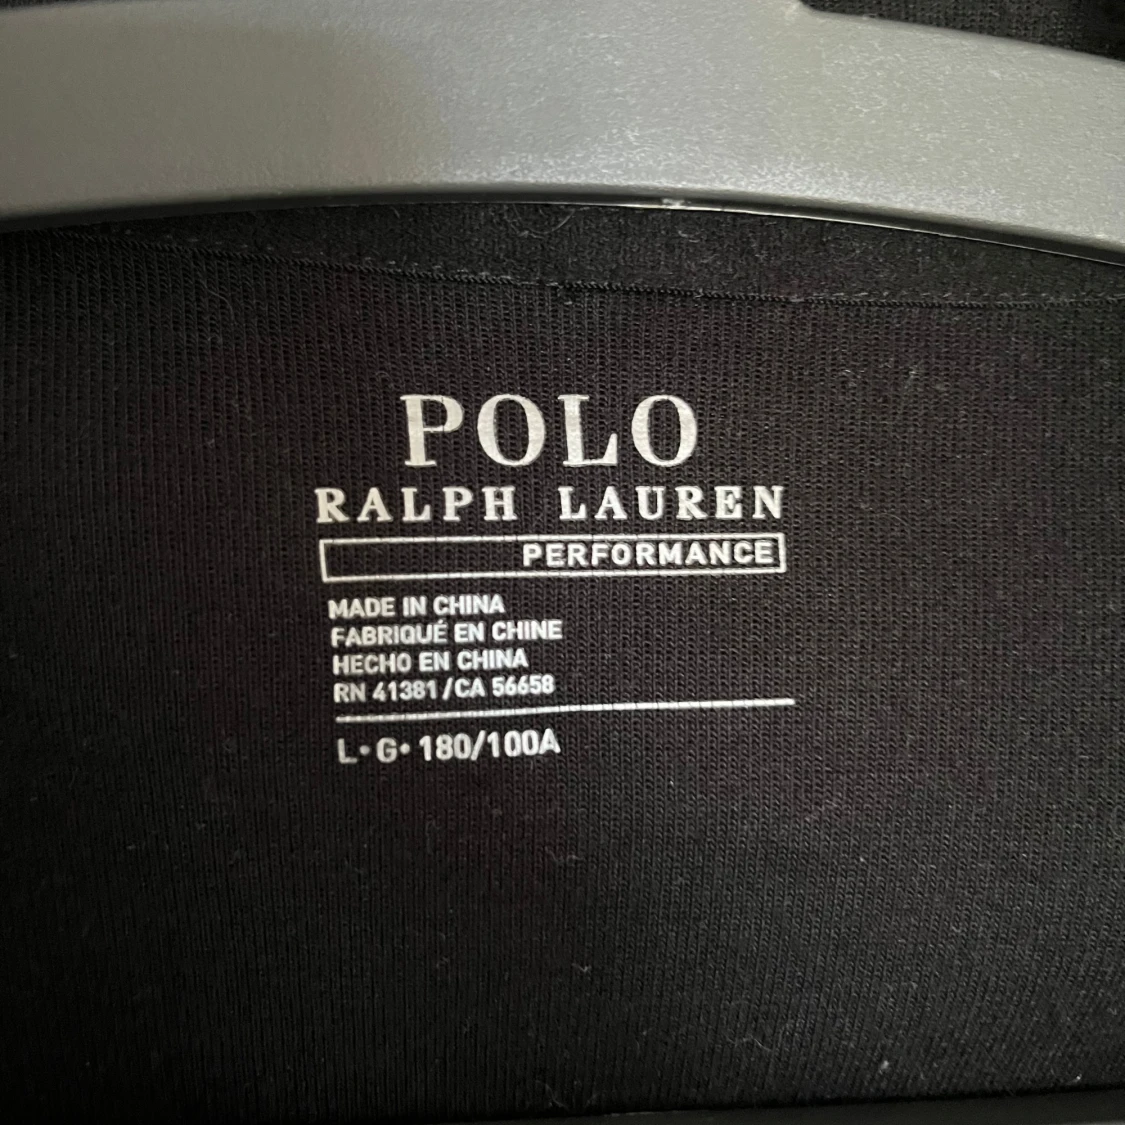 POLO
RALPH LAUREN
PERFORMANCE
MADE IN CHINA
FABRIQUÉ EN CHINE
HECHO EN CHINA
RN 41381/CA 56658
L•G• 180/100A